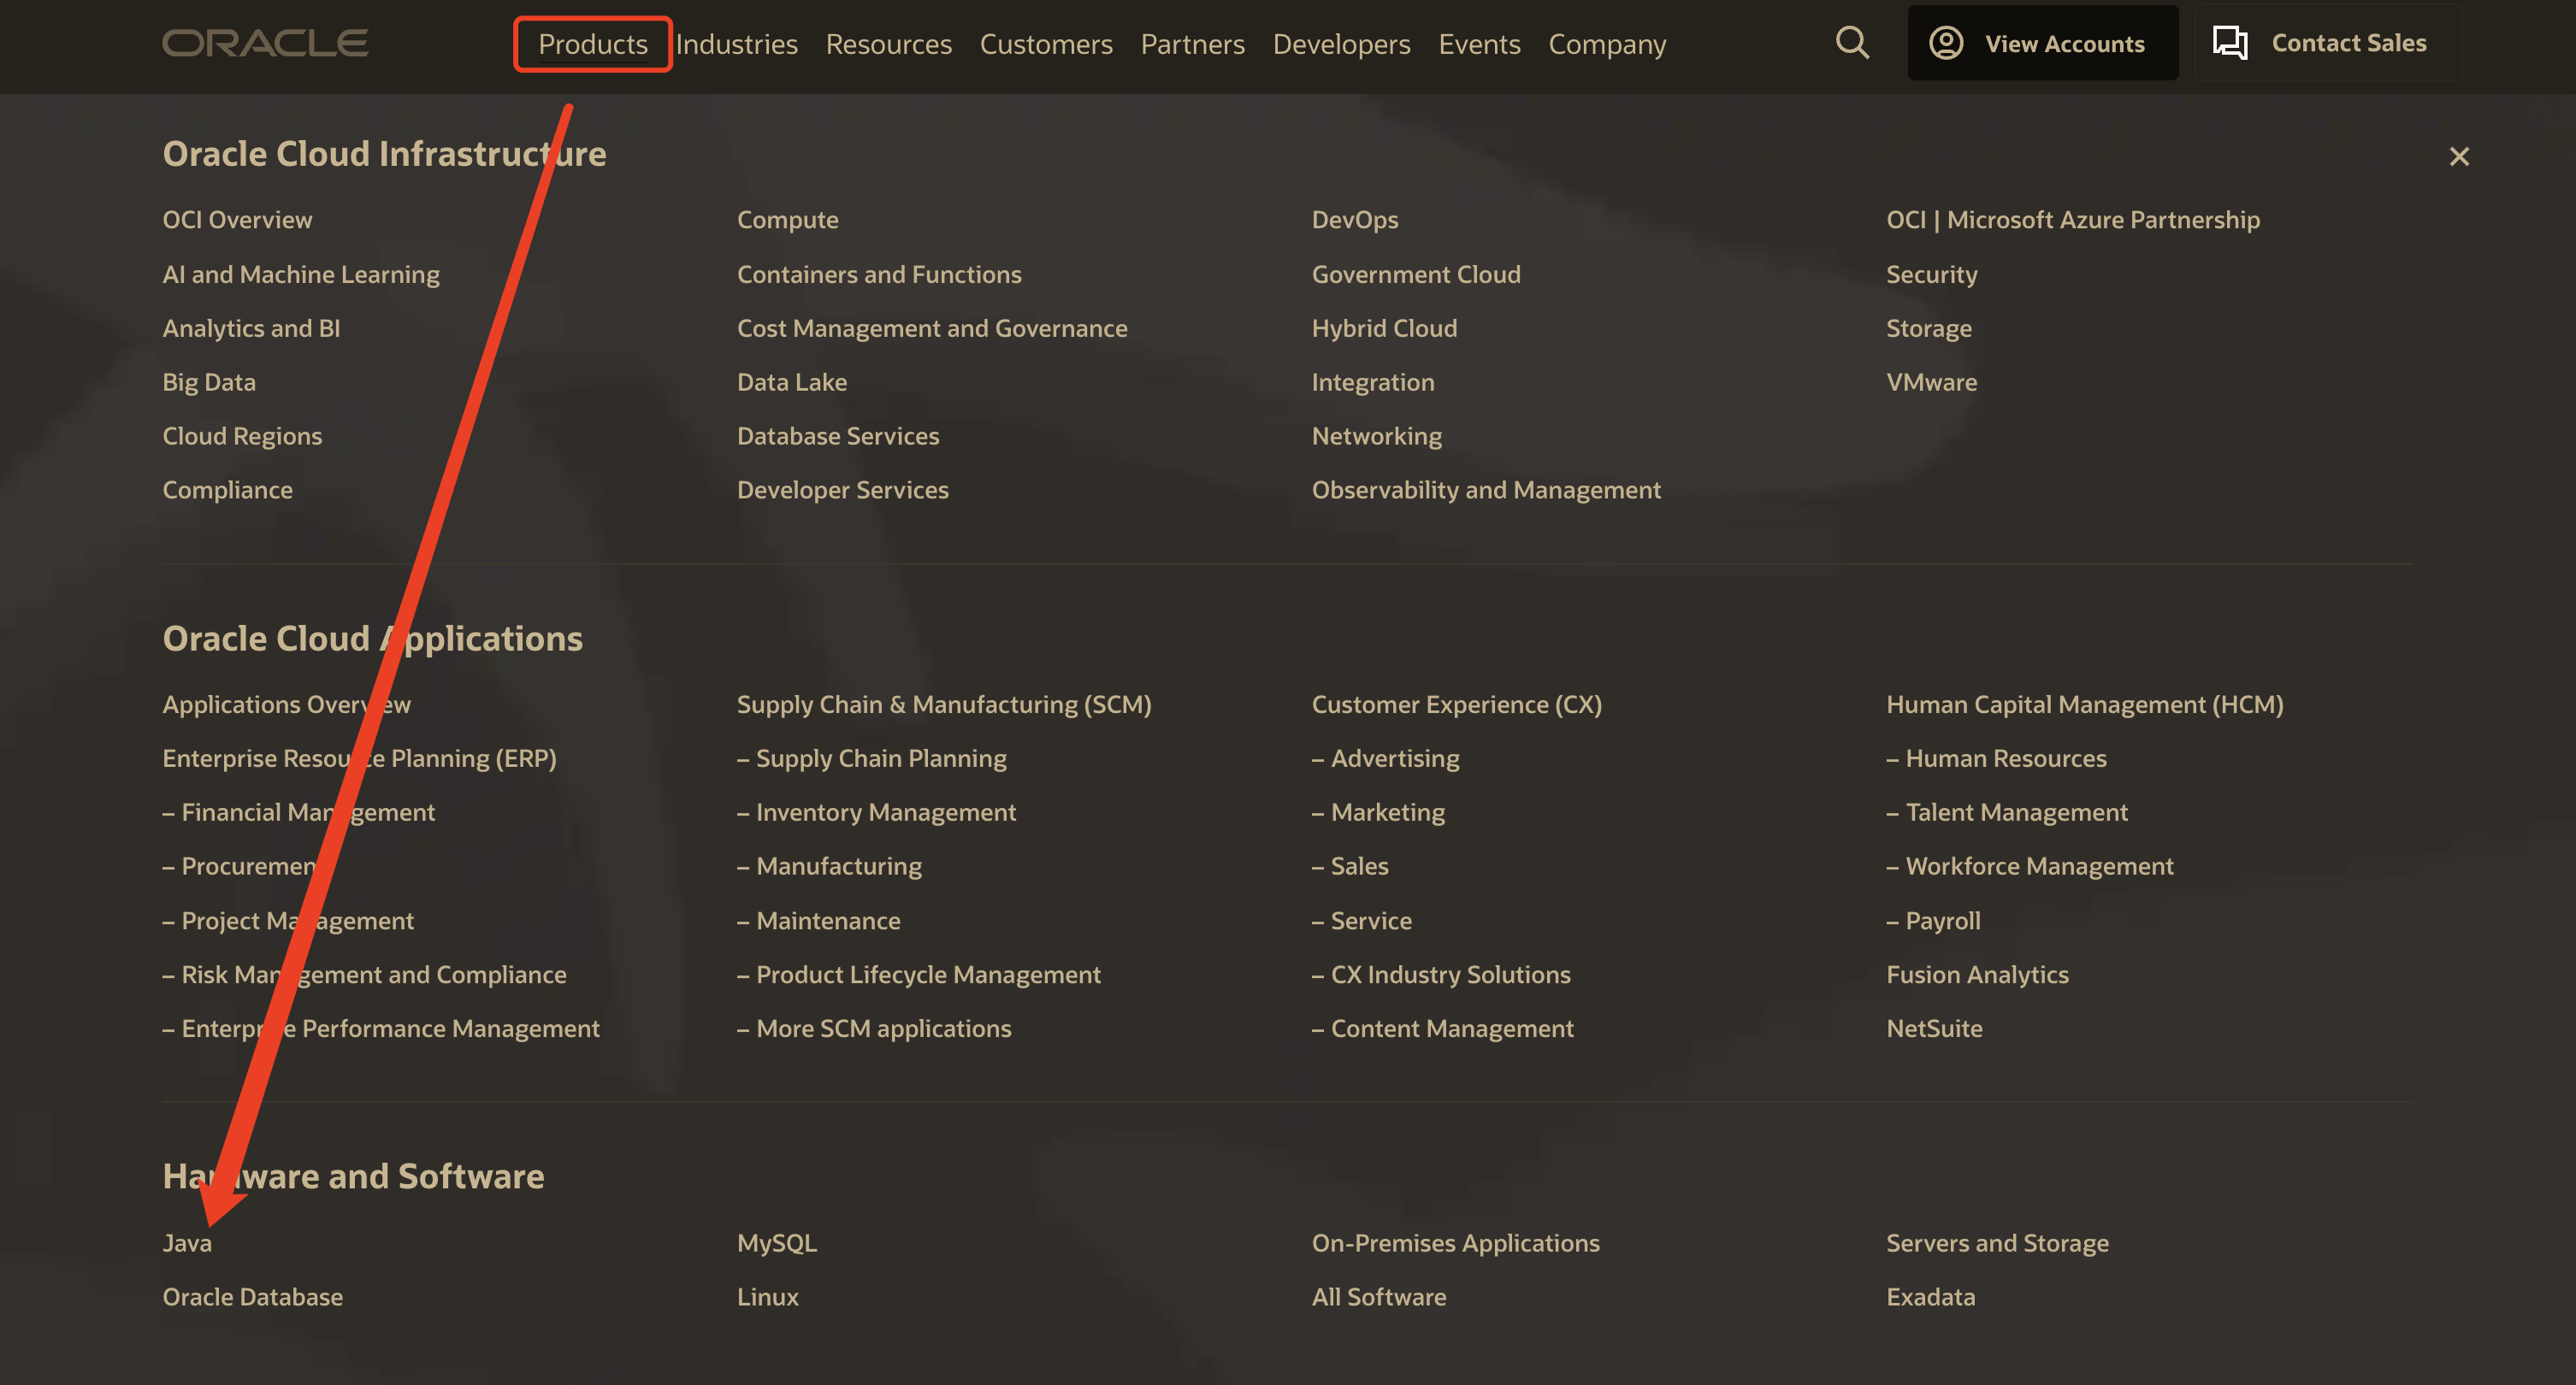 ORACLE
Products Industries Resources Customers Partners Developers Events Company
View Accounts
Contact Sales
Oracle Cloud Infrastructure
OCI Overview
AI and Machine Learning
Analytics and BI
Big Data
Cloud Regions
Compliance
Compute
Containers and Functions
Cost Management and Governance
Data Lake
Database Services
Developer Services
DevOps
Government Cloud
Hybrid Cloud
Integration
Networking
Observability and Management
OCI | Microsoft Azure Partnership
Security
Storage
VMware
Oracle Cloud Applications
Applications Overview
Enterprise Resource Planning (ERP)
– Financial Management
– Procurement
– Project Management
– Risk Management and Compliance
– Enterprise Performance Management
Supply Chain & Manufacturing (SCM)
– Supply Chain Planning
– Inventory Management
– Manufacturing
– Maintenance
– Product Lifecycle Management
– More SCM applications
Customer Experience (CX)
– Advertising
– Marketing
– Sales
– Service
– CX Industry Solutions
– Content Management
Human Capital Management (HCM)
– Human Resources
– Talent Management
– Workforce Management
– Payroll
Fusion Analytics
NetSuite
Hardware and Software
Java
Oracle Database
MySQL
Linux
On-Premises Applications
All Software
Servers and Storage
Exadata